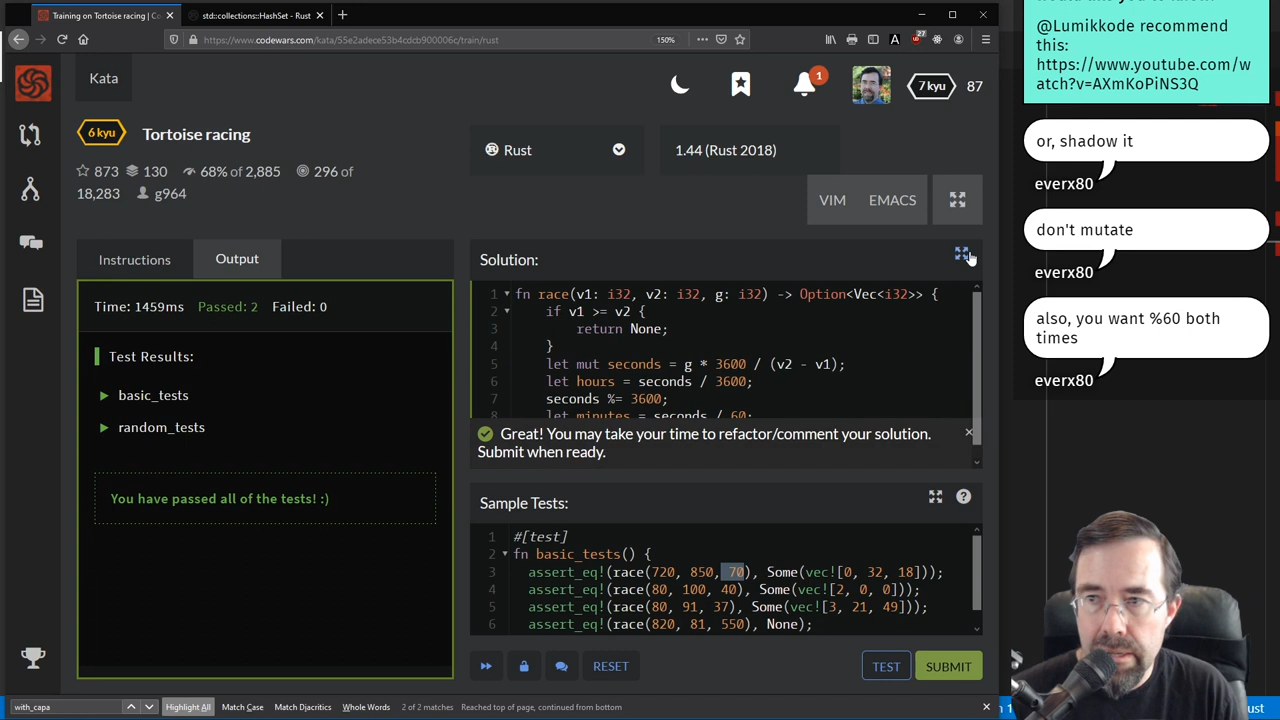 Training on Tortoise racing | Co
std::collections::HashSet - Rust
https://www.codewars.com/kata/55e2adece53b4cdcb900006c/train/rust
150%
27
Kata
1
7 kyu
87
6 kyu
Tortoise racing
873
130
68% of 2,885
296 of
18,283
g964
Rust
1.44 (Rust 2018)
VIM
EMACS
Instructions
Output
Time: 1459ms
Passed: 2
Failed: 0
Test Results:
basic_tests
random_tests
You have passed all of the tests! :)
Solution:
1 fn race(v1: i32, v2: i32, g: i32) -> Option<Vec<i32>> {
2 if v1 >= v2 {
3 return None;
4 }
5 let mut seconds = g * 3600 / (v2 - v1);
6 let hours = seconds / 3600;
7 seconds %= 3600;
8 let minutes = seconds / 60;
Great! You may take your time to refactor/comment your solution.
Submit when ready.
Sample Tests:
1 #[test]
2 fn basic_tests() {
3 assert_eq!(race(720, 850, 70), Some(vec![0, 32, 18]));
4 assert_eq!(race(80, 100, 40), Some(vec![2, 0, 0]));
5 assert_eq!(race(80, 91, 37), Some(vec![3, 21, 49]));
6 assert_eq!(race(820, 81, 550), None);
RESET
TEST
SUBMIT
with_capa
Highlight All
Match Case
Match Diacritics
Whole Words
2 of 2 matches
Reached top of page, continued from bottom
@Lumikkode recommend
this:
https://www.youtube.com/w
atch?v=AXmKoPiNS3Q
or, shadow it
everx80
don't mutate
everx80
also, you want %60 both
times
everx80